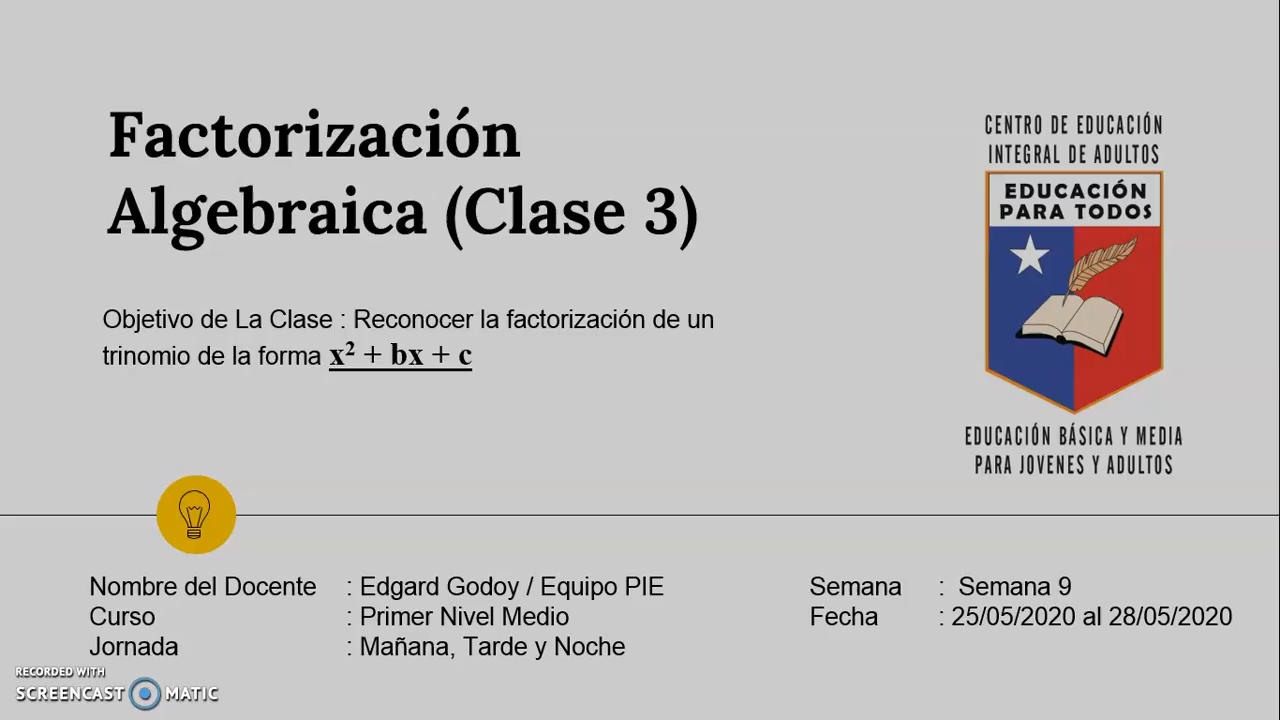 Factorización
Algebraica (Clase 3)
Objetivo de La Clase : Reconocer la factorización de un
trinomio de la forma x² + bx + c
CENTRO DE EDUCACIÓN
INTEGRAL DE ADULTOS
EDUCACIÓN
PARA TODOS
EDUCACIÓN BÁSICA Y MEDIA
PARA JOVENES Y ADULTOS
Nombre del Docente : Edgard Godoy / Equipo PIE
Curso : Primer Nivel Medio
Jornada : Mañana, Tarde y Noche
Semana : Semana 9
Fecha : 25/05/2020 al 28/05/2020
RECORDED WITH
SCREENCAST MATIC